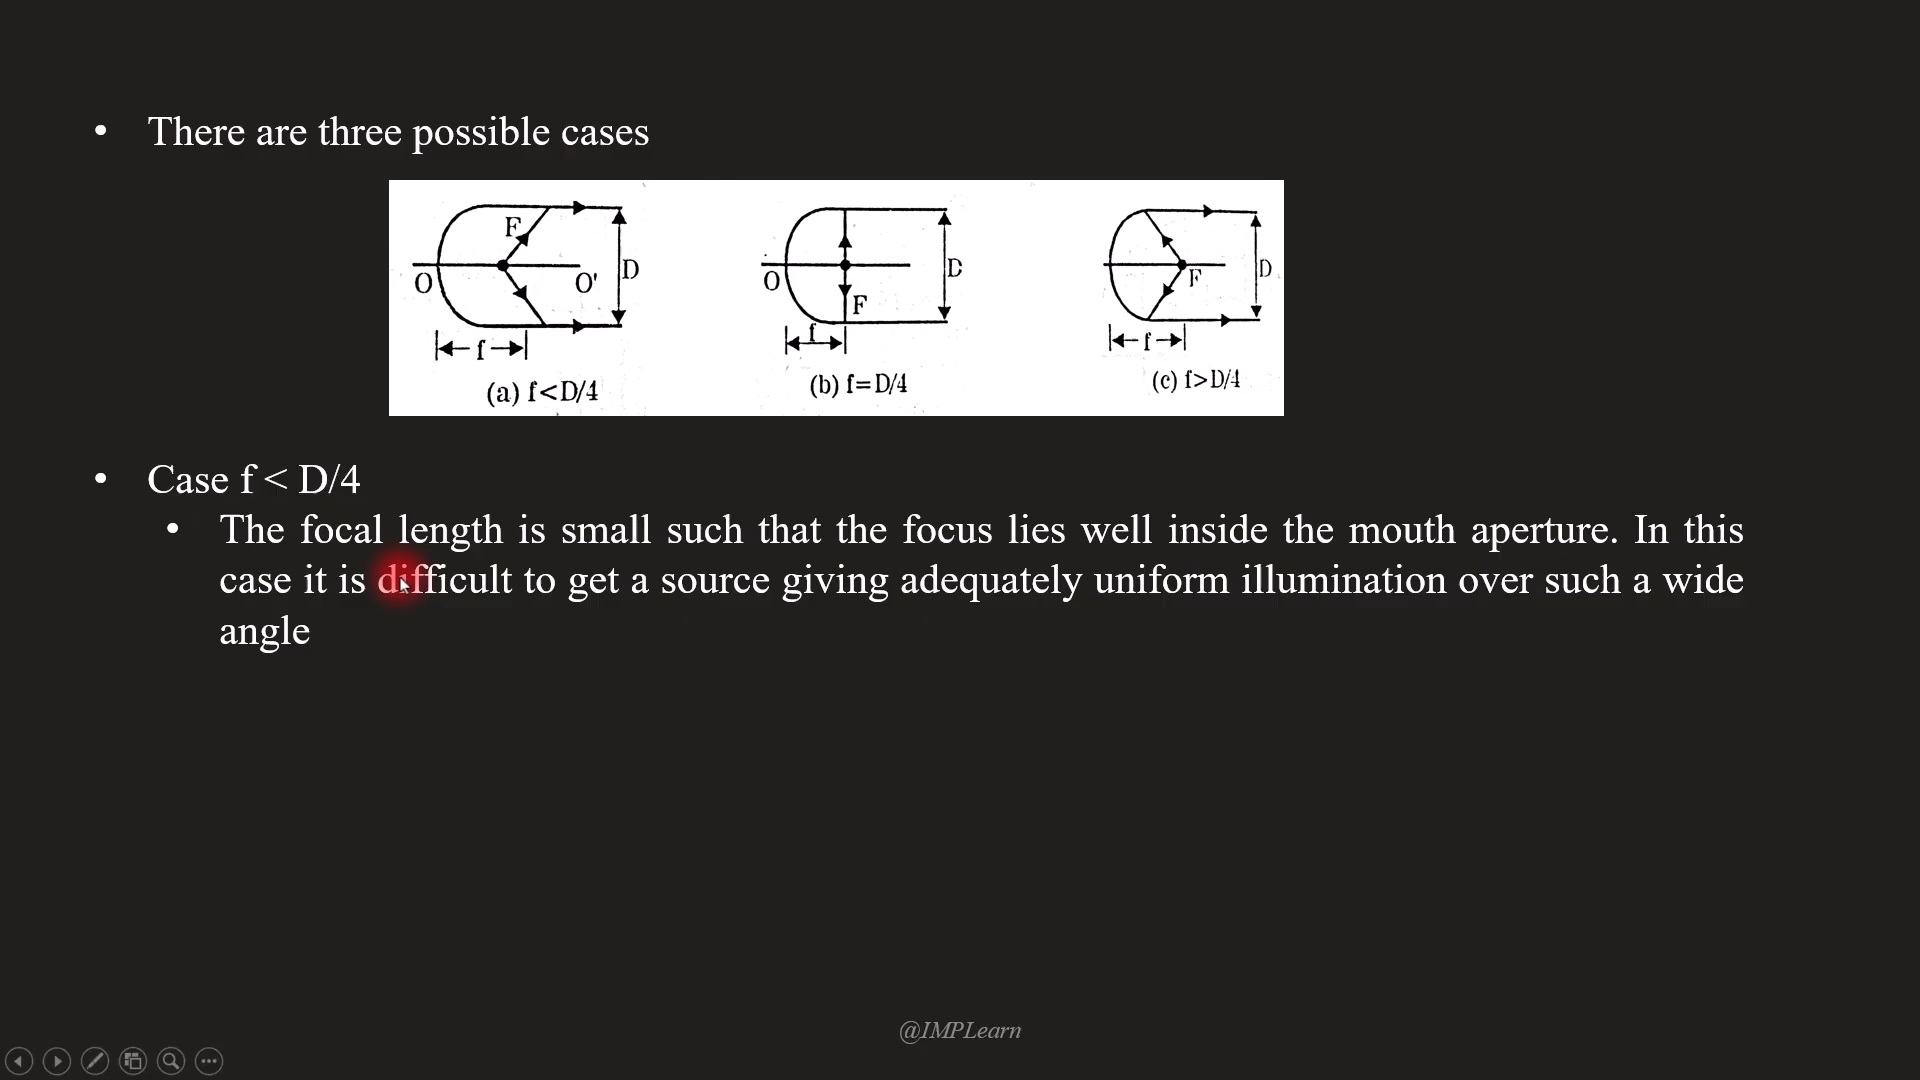 • There are three possible cases
F
O
O'
D
f
(a) f<D/4
O
F
D
f
(b) f=D/4
F
D
f
(c) f>D/4
• Case f < D/4
• The focal length is small such that the focus lies well inside the mouth aperture. In this
case it is difficult to get a source giving adequately uniform illumination over such a wide
angle
@IMPLearn